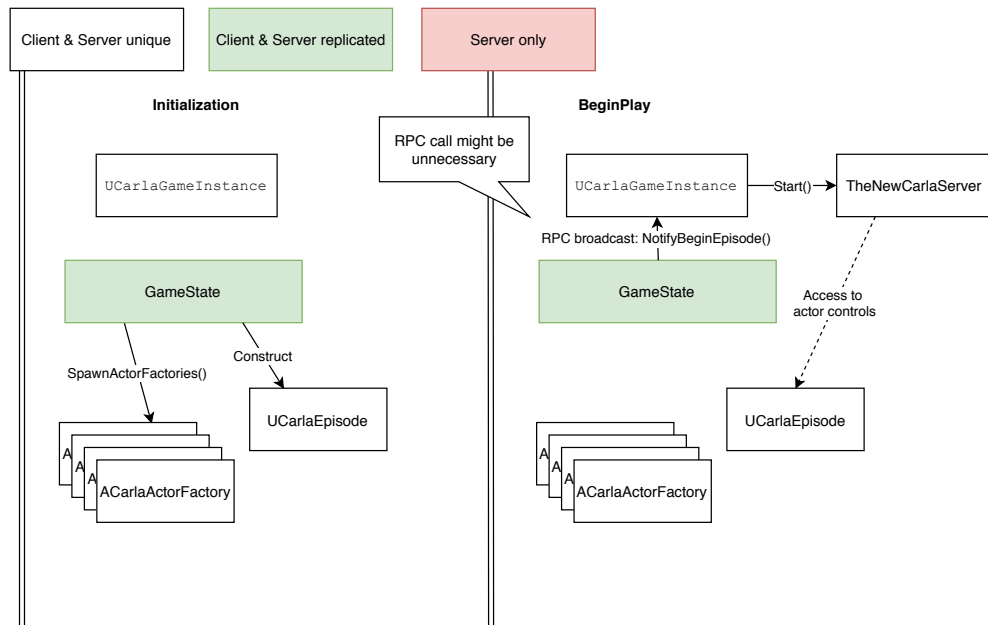 Client & Server unique
Client & Server replicated
Server only
Initialization
BeginPlay
RPC call might be
unnecessary
UCarlaGameInstance
UCarlaGameInstance
Start()
TheNewCarlaServer
RPC broadcast: NotifyBeginEpisode()
GameState
GameState
Access to
actor controls
Construct
SpawnActorFactories()
UCarlaEpisode
UCarlaEpisode
A
A
A
ACarlaActorFactory
A
A
A
ACarlaActorFactory